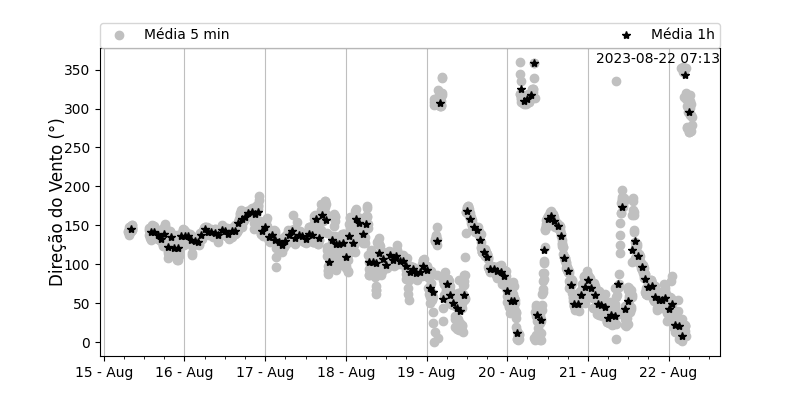 Média 5 min
Média 1h
2023-08-22 07:13
Direção do Vento (°)
350
300
250
200
150
100
50
0
15 - Aug
16 - Aug
17 - Aug
18 - Aug
19 - Aug
20 - Aug
21 - Aug
22 - Aug